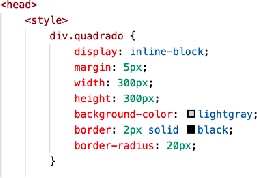 <head>
<style>
div.quadrado {
display: inline-block;
margin: 5px;
width: 300px;
height: 300px;
background-color: lightgray;
border: 2px solid black;
border-radius: 20px;
}